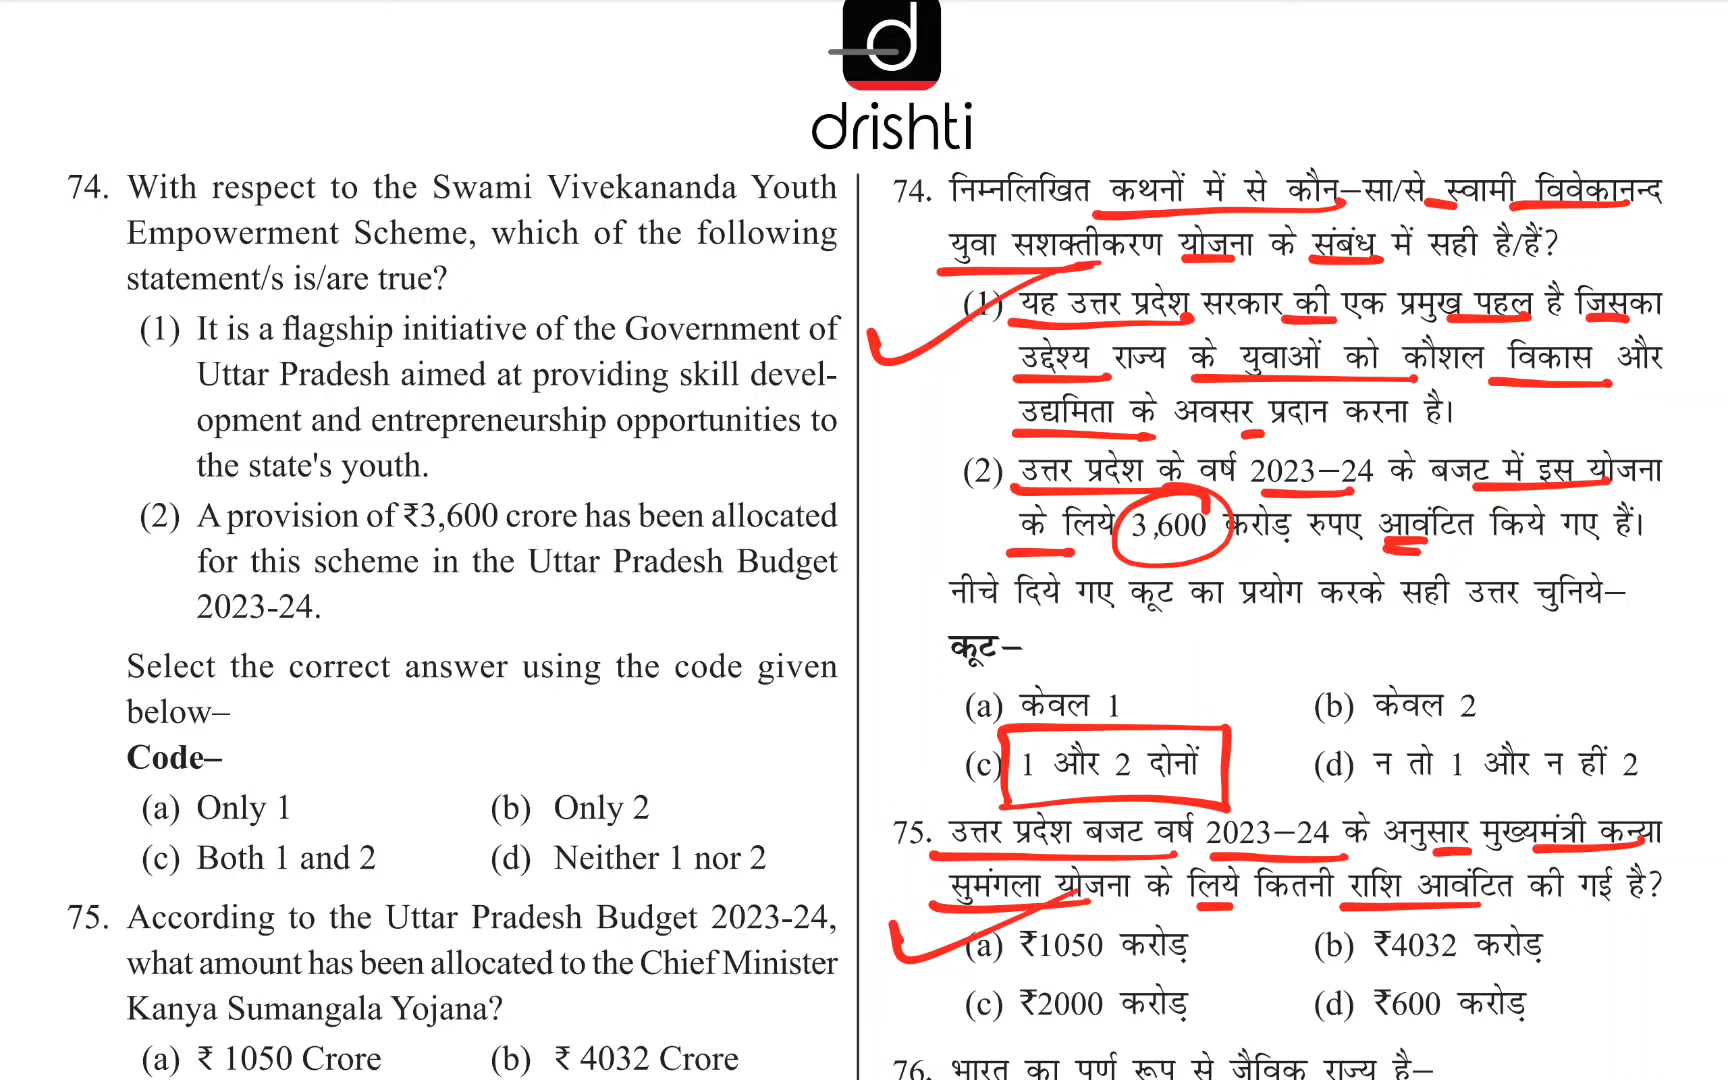 drishti
74. With respect to the Swami Vivekananda Youth
Empowerment Scheme, which of the following
statement/s is/are true?
(1) It is a flagship initiative of the Government of
Uttar Pradesh aimed at providing skill devel-
opment and entrepreneurship opportunities to
the state's youth.
(2) A provision of ₹3,600 crore has been allocated
for this scheme in the Uttar Pradesh Budget
2023-24.
Select the correct answer using the code given
below–
Code–
(a) Only 1 (b) Only 2
(c) Both 1 and 2 (d) Neither 1 nor 2
75. According to the Uttar Pradesh Budget 2023-24,
what amount has been allocated to the Chief Minister
Kanya Sumangala Yojana?
(a) ₹ 1050 Crore (b) ₹ 4032 Crore
74. निम्नलिखित कथनों में से कौन–सा/से स्वामी विवेकानन्द
युवा सशक्तीकरण योजना के संबंध में सही है/हैं?
(1) यह उत्तर प्रदेश सरकार की एक प्रमुख पहल है जिसका
उद्देश्य राज्य के युवाओं को कौशल विकास और
उद्यमिता के अवसर प्रदान करना है।
(2) उत्तर प्रदेश के वर्ष 2023–24 के बजट में इस योजना
के लिये 3,600 करोड़ रुपए आवंटित किये गए हैं।
नीचे दिये गए कूट का प्रयोग करके सही उत्तर चुनिये–
कूट–
(a) केवल 1 (b) केवल 2
(c) 1 और 2 दोनों (d) न तो 1 और न हीं 2
75. उत्तर प्रदेश बजट वर्ष 2023–24 के अनुसार मुख्यमंत्री कन्या
सुमंगला योजना के लिये कितनी राशि आवंटित की गई है?
(a) ₹1050 करोड़ (b) ₹4032 करोड़
(c) ₹2000 करोड़ (d) ₹600 करोड़
76. भारत का पूर्ण रूप से जैविक राज्य है–